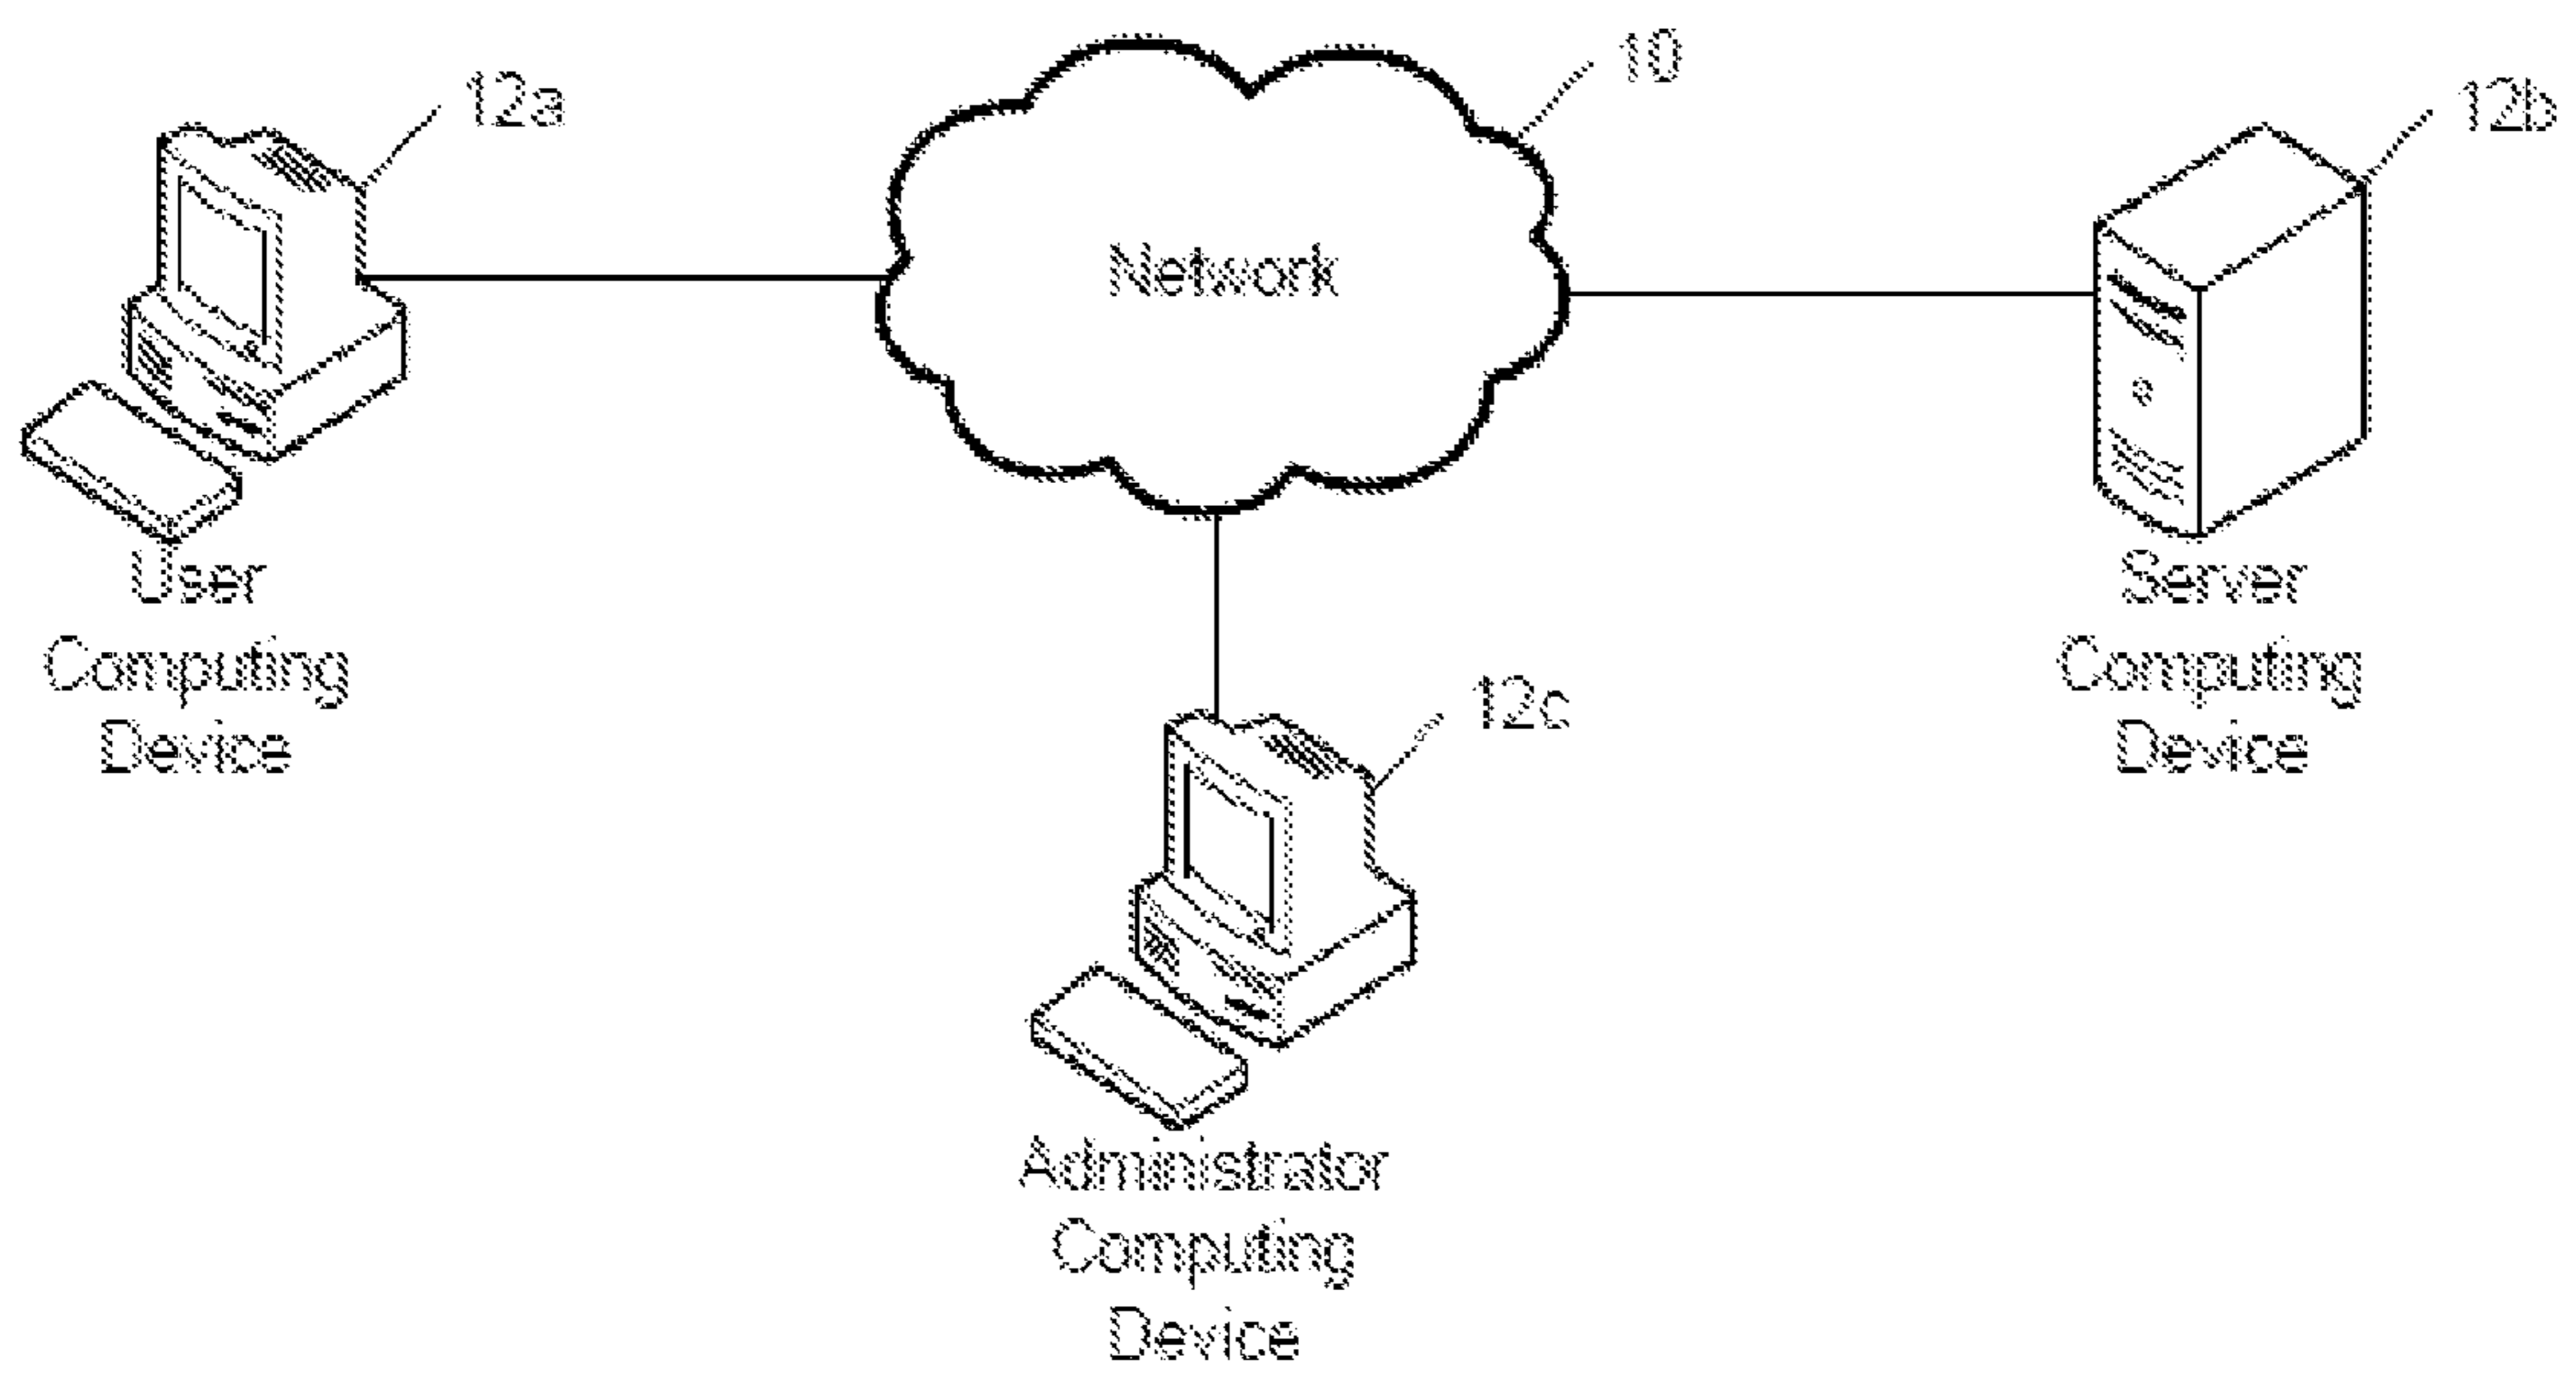 10
12a
12b
Network
User
Computing
Device
Server
Computing
Device
12c
Administrator
Computing
Device